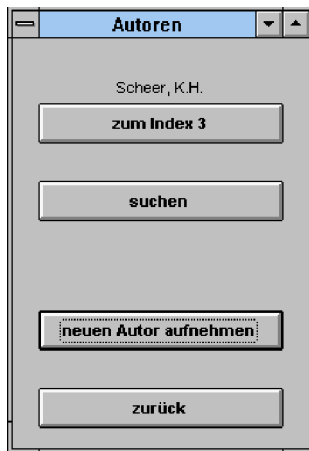 Autoren
Scheer, K.H.
zum Index 3
suchen
neuen Autor aufnehmen
zurück